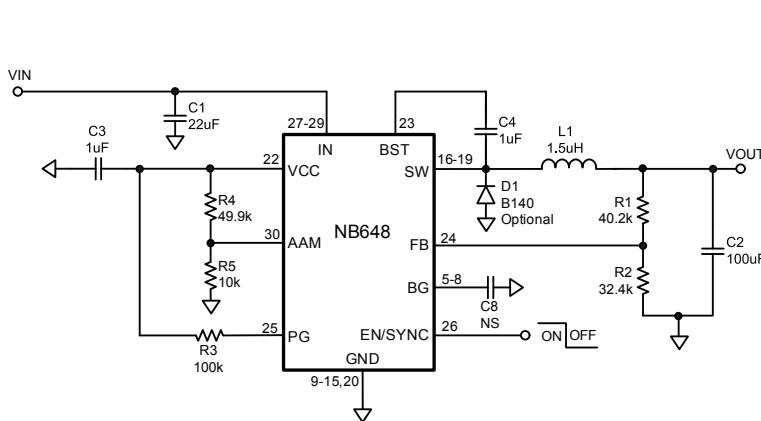 VIN
C1
22uF
C3
1uF
27-29
23
C4
1uF
L1
1.5uH
IN
BST
22
VCC
16-19
SW
VOUT
R4
49.9k
D1
B140
Optional
R1
40.2k
NB648
30
AAM
24
FB
C2
100uF
R5
10k
R2
32.4k
5-8
BG
C8
NS
25
PG
26
EN/SYNC
ON OFF
R3
100k
GND
9-15,20